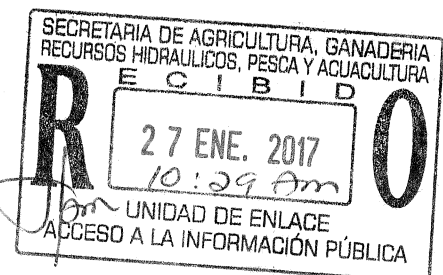 SECRETARIA DE AGRICULTURA, GANADERIA
RECURSOS HIDRAULICOS, PESCA Y ACUACULTURA
R E C I B I D O
27 ENE. 2017
10:29 Am
UNIDAD DE ENLACE
ACCESO A LA INFORMACIÓN PÚBLICA